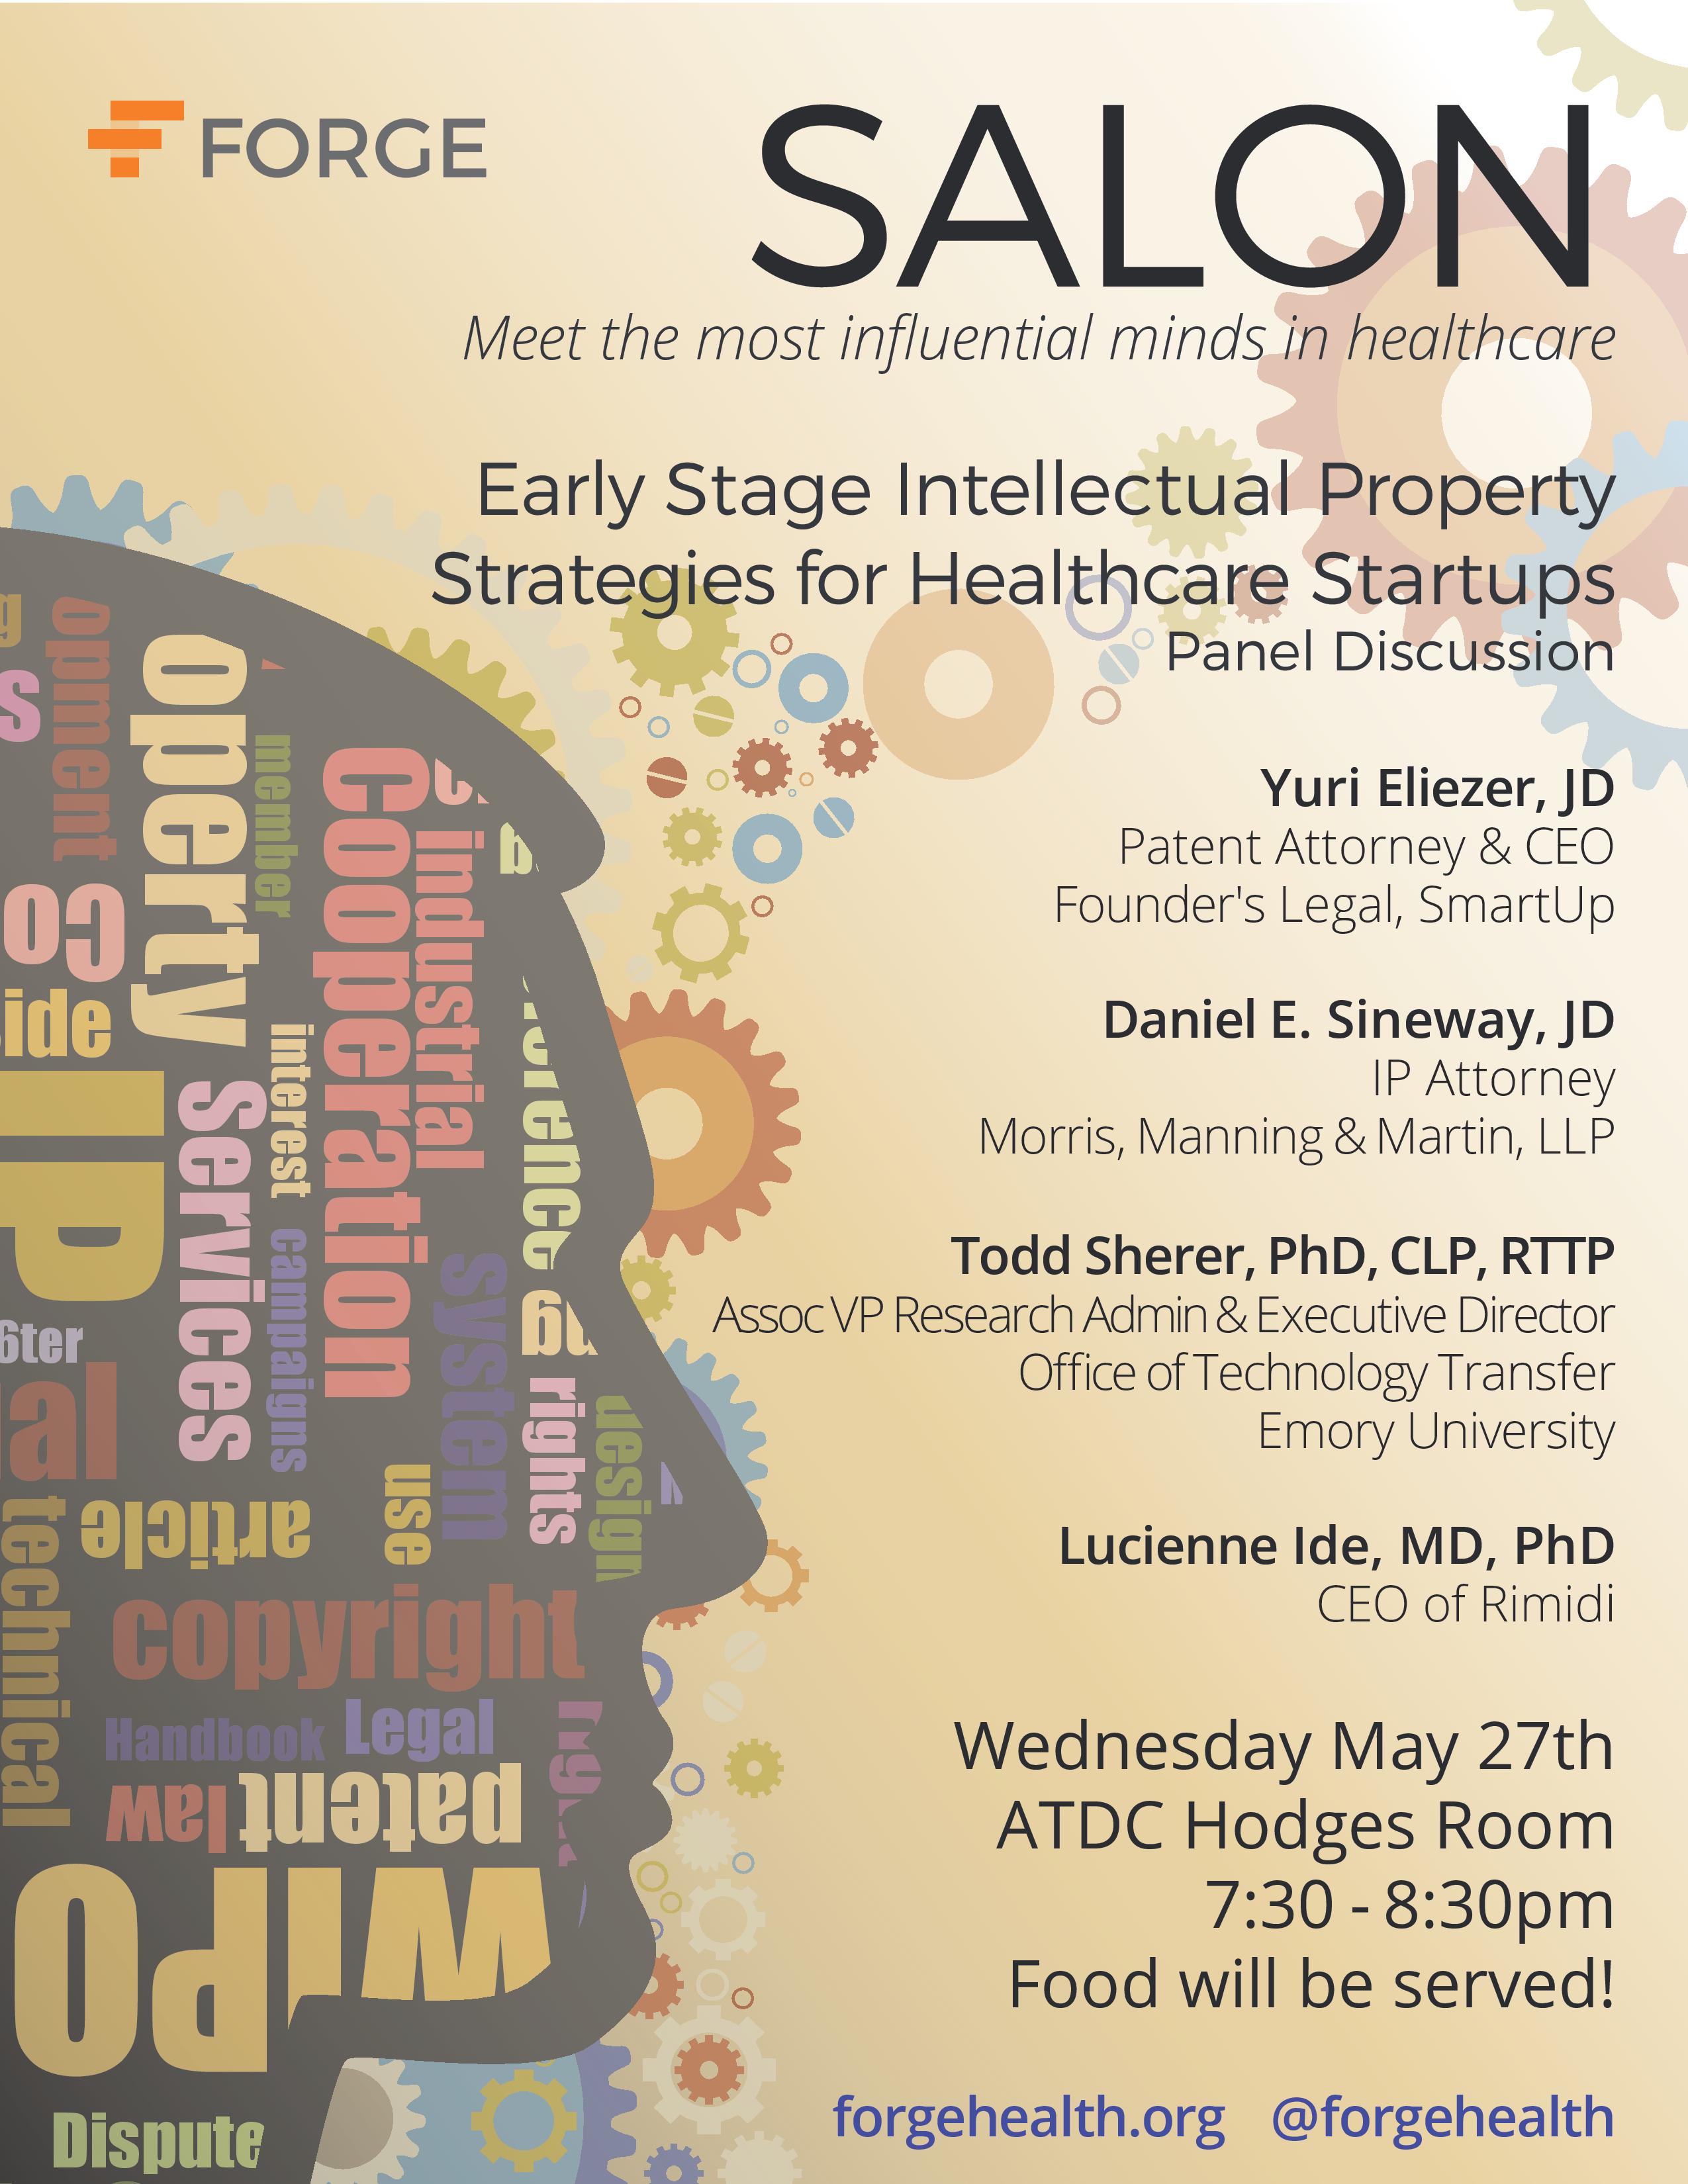 FORGE
SALON
Meet the most influential minds in healthcare
Early Stage Intellectual Property
Strategies for Healthcare Startups
Panel Discussion
Yuri Eliezer, JD
Patent Attorney & CEO
Founder's Legal, SmartUp
Daniel E. Sineway, JD
IP Attorney
Morris, Manning & Martin, LLP
Todd Sherer, PhD, CLP, RTTP
Assoc VP Research Admin & Executive Director
Office of Technology Transfer
Emory University
Lucienne Ide, MD, PhD
CEO of Rimidi
Wednesday May 27th
ATDC Hodges Room
7:30 - 8:30pm
Food will be served!
forgehealth.org @forgehealth
opment
operty
member
Cooperation
industrial
ide
IP
Services
interest
campaigns
system
rights
design
use
article
technical
copyright
Handbook
Legal
law
patent
WIPO
Dispute